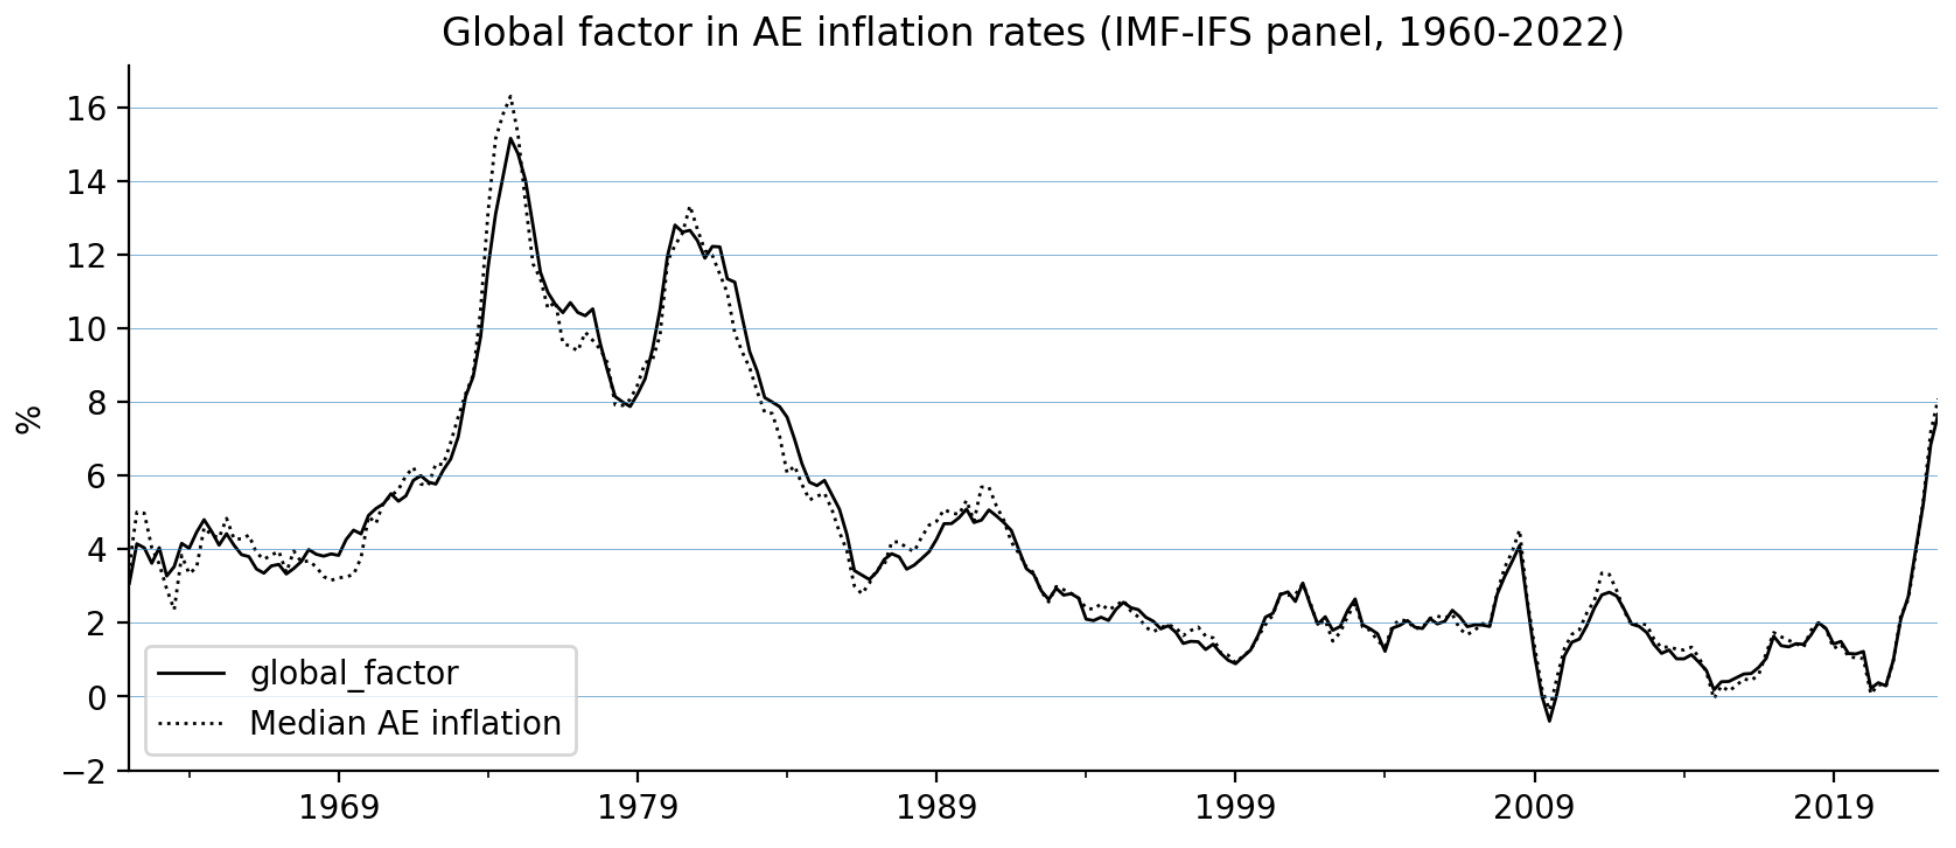 Global factor in AE inflation rates (IMF-IFS panel, 1960-2022)
16
14
12
10
8
6
4
2
0
−2
%
global_factor
Median AE inflation
1969 1979 1989 1999 2009 2019